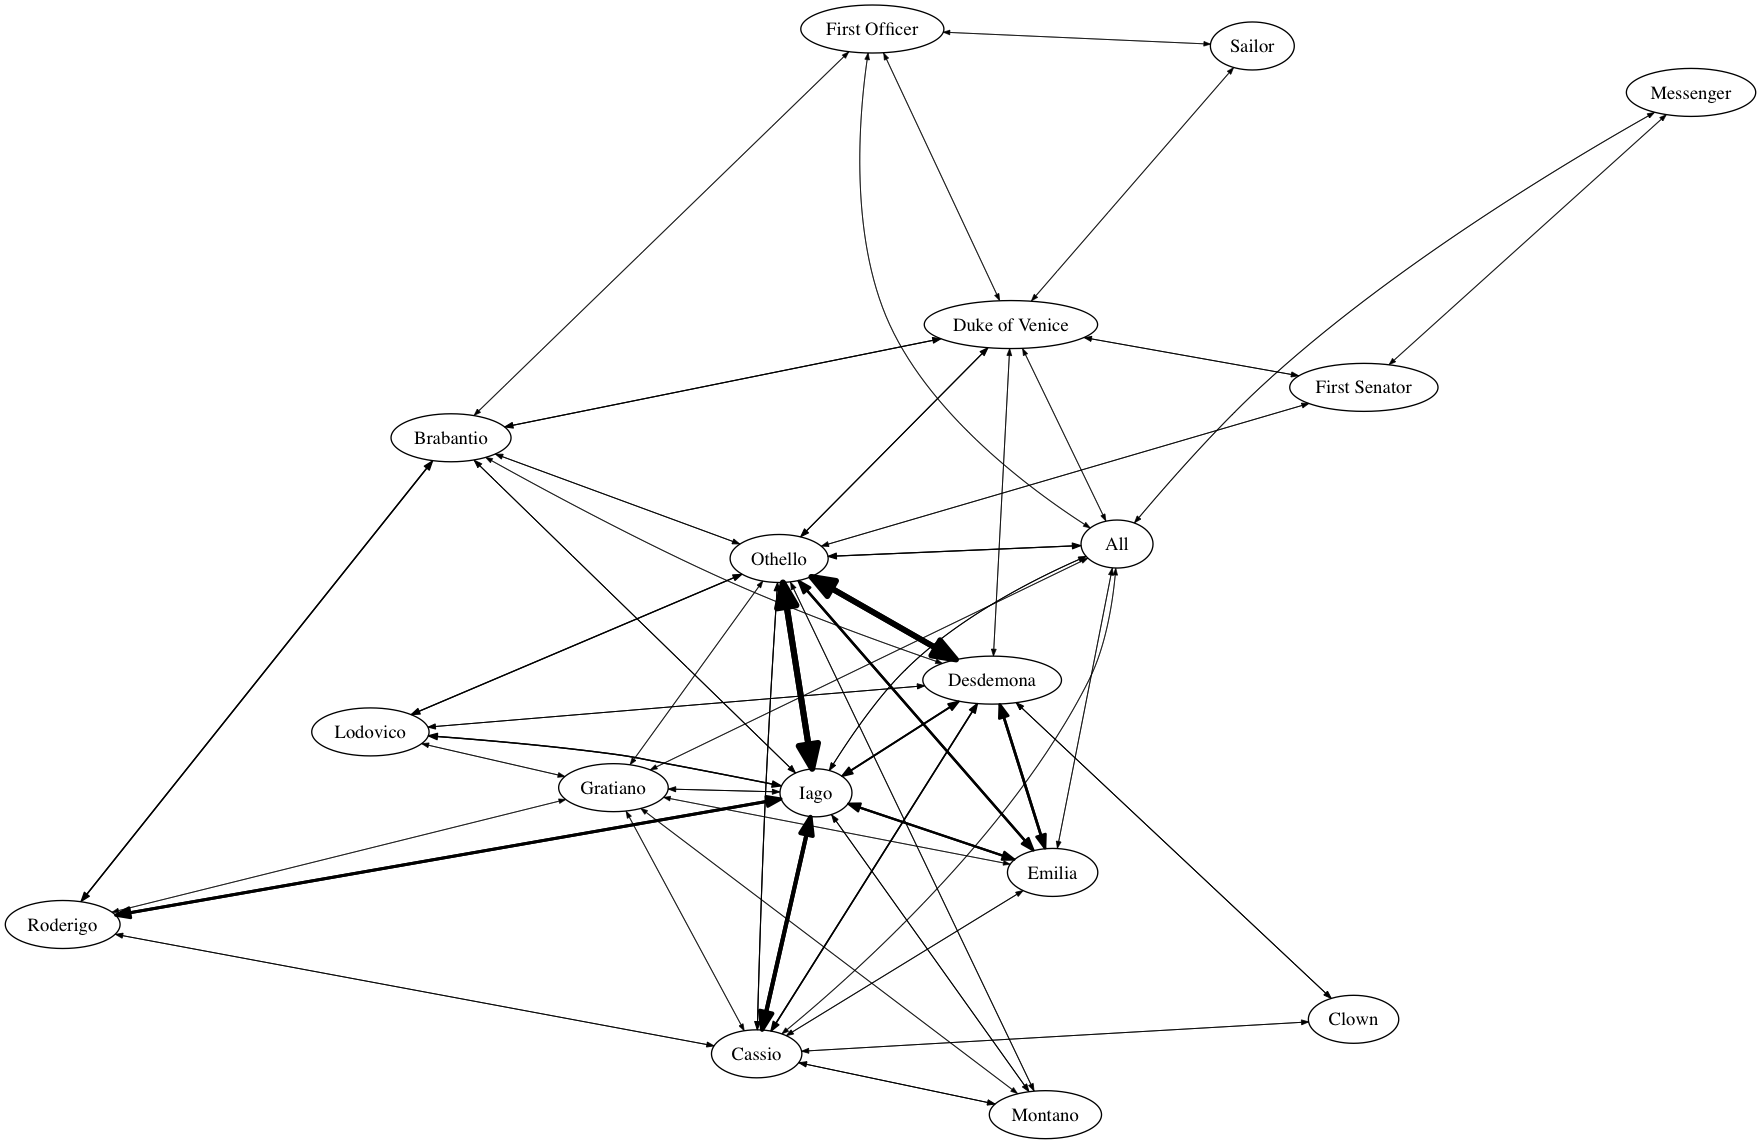 First Officer
Sailor
Messenger
Duke of Venice
First Senator
Brabantio
Othello
All
Desdemona
Lodovico
Gratiano
Iago
Emilia
Roderigo
Clown
Cassio
Montano